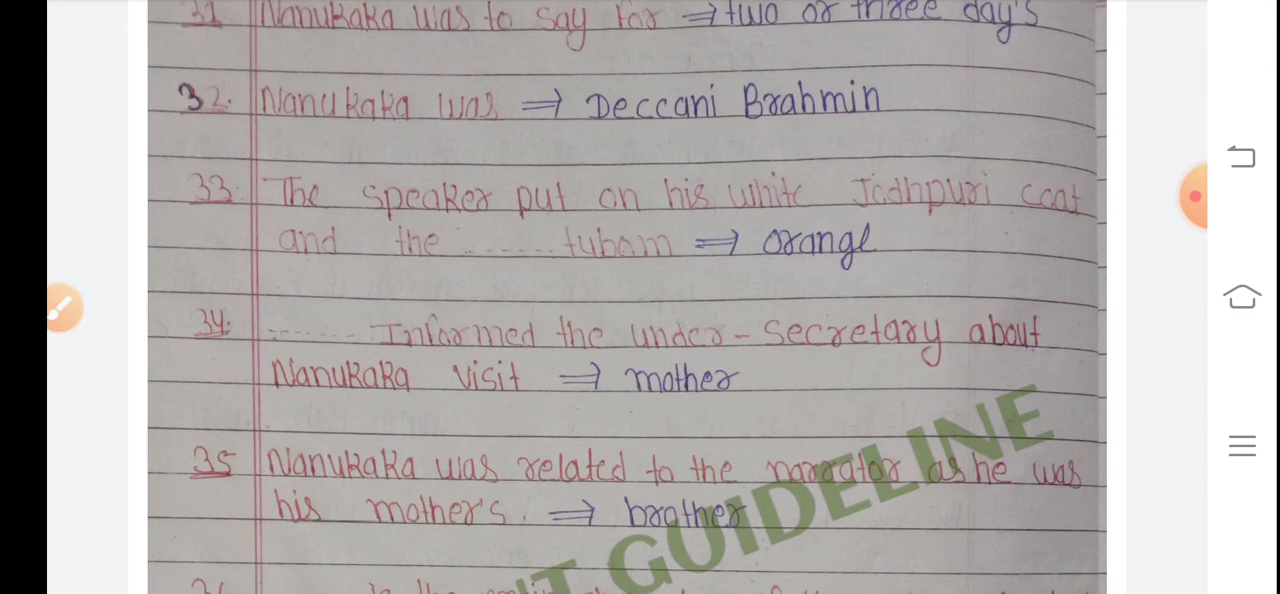 31 Nanukaka was to say for ⇒ two or three day's
32. Nanukaka was ⇒ Deccani Brahmin
33. The speaker put on his white Jodhpuri coat
and the ...... tubam ⇒ orange
34. ........ Informed the under-secretary about
Nanukaka visit ⇒ mother
35 Nanukaka was related to the narrator as he was
his mother's. ⇒ brother
GUIDELINE